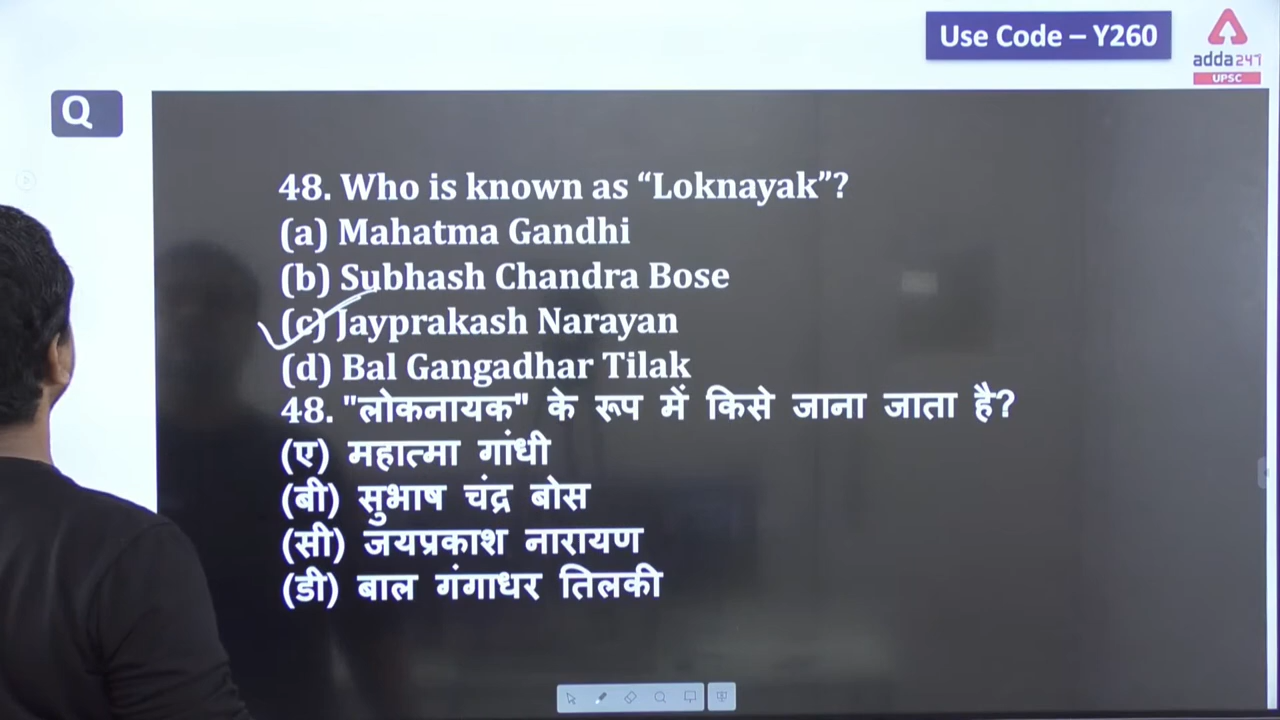 Use Code – Y260
adda247
UPSC
Q
48. Who is known as “Loknayak”?
(a) Mahatma Gandhi
(b) Subhash Chandra Bose
(c) Jayprakash Narayan
(d) Bal Gangadhar Tilak
48. "लोकनायक" के रूप में किसे जाना जाता है?
(ए) महात्मा गांधी
(बी) सुभाष चंद्र बोस
(सी) जयप्रकाश नारायण
(डी) बाल गंगाधर तिलकी